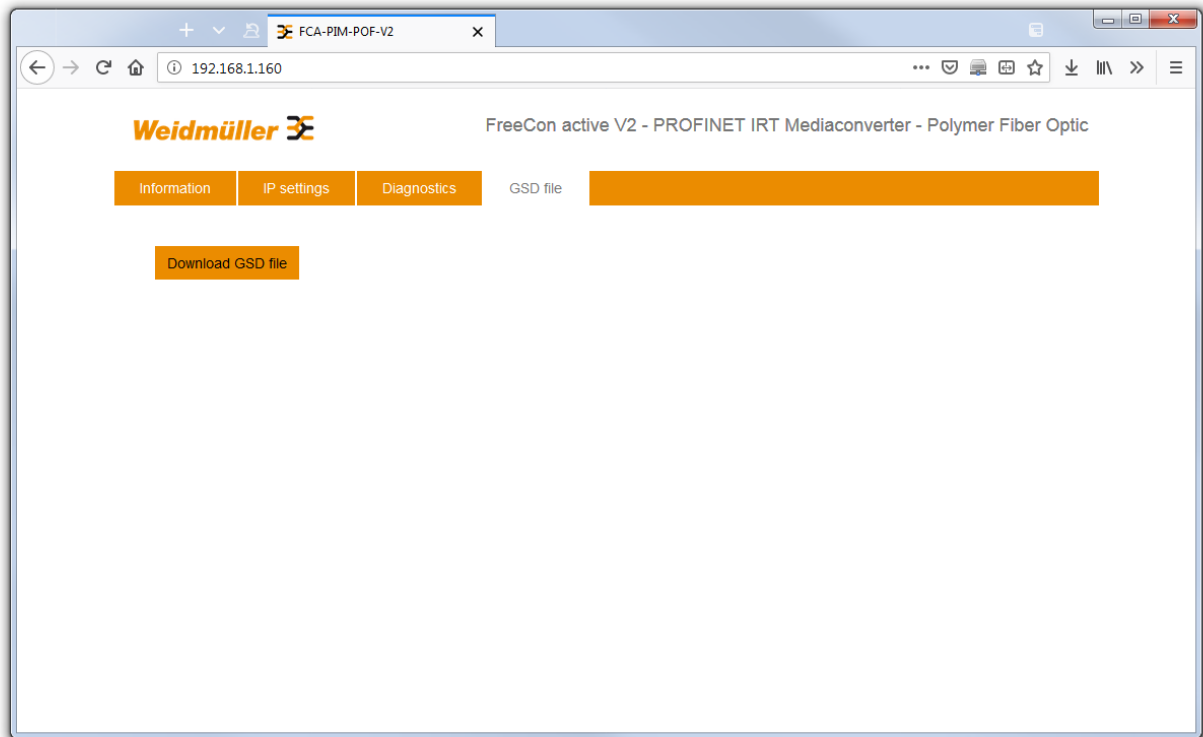 FCA-PIM-POF-V2
192.168.1.160
Weidmüller
FreeCon active V2 - PROFINET IRT Mediaconverter - Polymer Fiber Optic
Information IP settings Diagnostics GSD file
Download GSD file